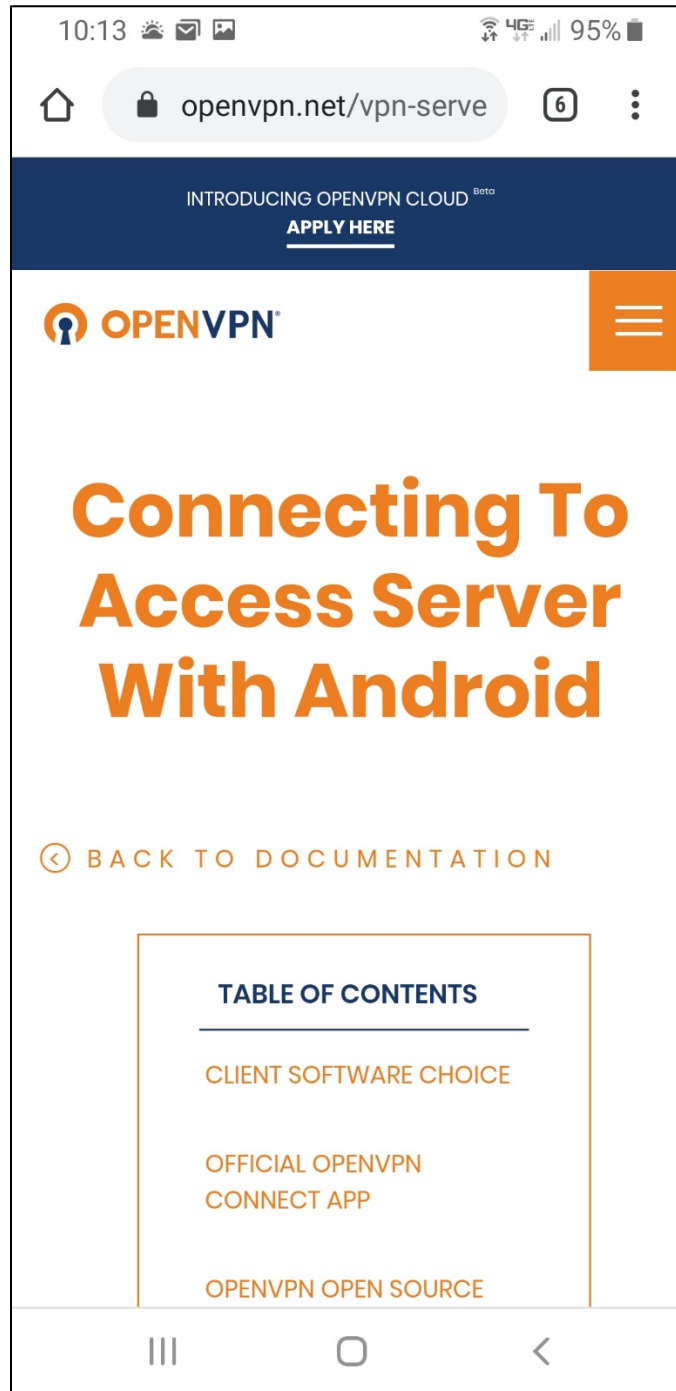 10:13 4GE 95%
openvpn.net/vpn-serve 6
INTRODUCING OPENVPN CLOUD Beta
APPLY HERE
OPENVPN®
Connecting To
Access Server
With Android
BACK TO DOCUMENTATION
TABLE OF CONTENTS
CLIENT SOFTWARE CHOICE
OFFICIAL OPENVPN
CONNECT APP
OPENVPN OPEN SOURCE